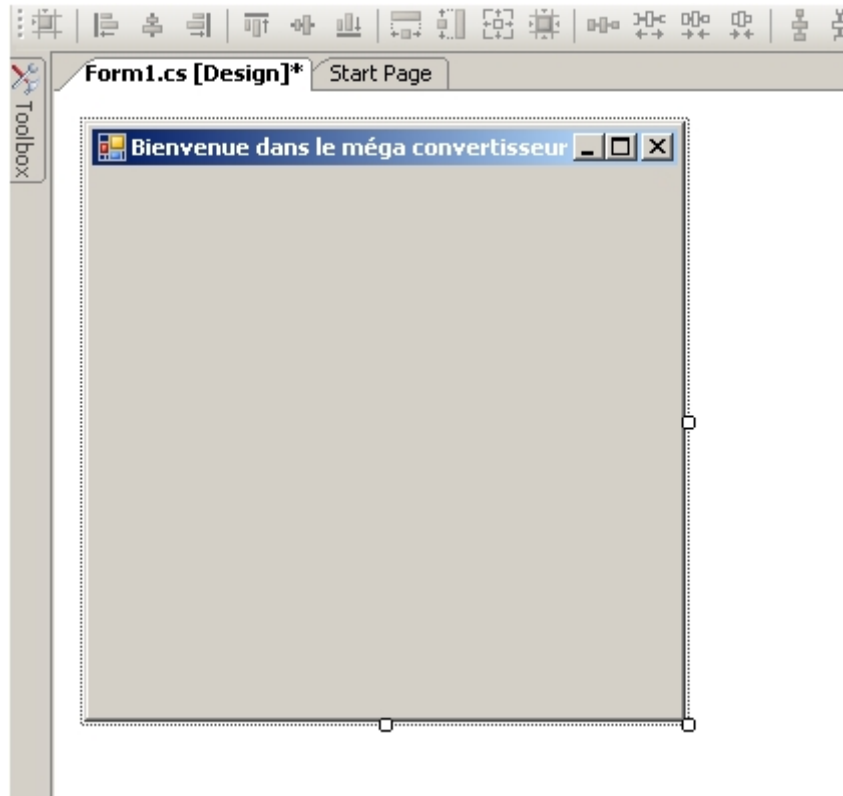 Form1.cs [Design]* Start Page
Toolbox
Bienvenue dans le méga convertisseur